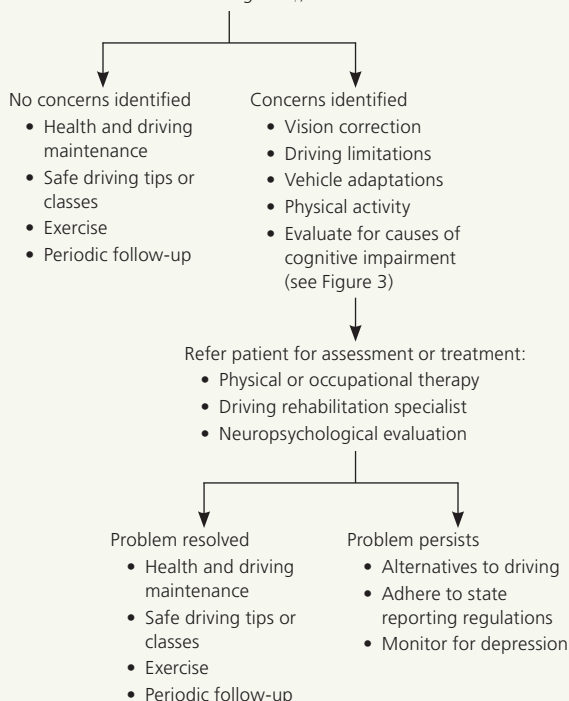 No concerns identified
• Health and driving
maintenance
• Safe driving tips or
classes
• Exercise
• Periodic follow-up
Concerns identified
• Vision correction
• Driving limitations
• Vehicle adaptations
• Physical activity
• Evaluate for causes of
cognitive impairment
(see Figure 3)
Refer patient for assessment or treatment:
• Physical or occupational therapy
• Driving rehabilitation specialist
• Neuropsychological evaluation
Problem resolved
• Health and driving
maintenance
• Safe driving tips or
classes
• Exercise
• Periodic follow-up
Problem persists
• Alternatives to driving
• Adhere to state
reporting regulations
• Monitor for depression